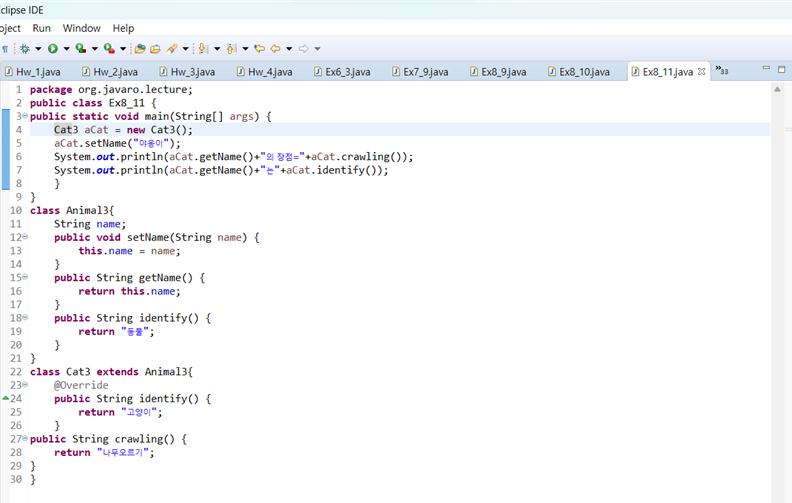 clipse IDE
oject Run Window Help
Hw_1.java Hw_2.java Hw_3.java Hw_4.java Ex6_3.java Ex7_9.java Ex8_9.java Ex8_10.java Ex8_11.java »33
1 package org.javaro.lecture;
2 public class Ex8_11 {
3 public static void main(String[] args) {
4 Cat3 aCat = new Cat3();
5 aCat.setName("야옹이");
6 System.out.println(aCat.getName()+"의 장점="+aCat.crawling());
7 System.out.println(aCat.getName()+"는"+aCat.identify());
8 }
9 }
10 class Animal3{
11 String name;
12 public void setName(String name) {
13 this.name = name;
14 }
15 public String getName() {
16 return this.name;
17 }
18 public String identify() {
19 return "동물";
20 }
21 }
22 class Cat3 extends Animal3{
23 @Override
24 public String identify() {
25 return "고양이";
26 }
27 public String crawling() {
28 return "나무오르기";
29 }
30 }